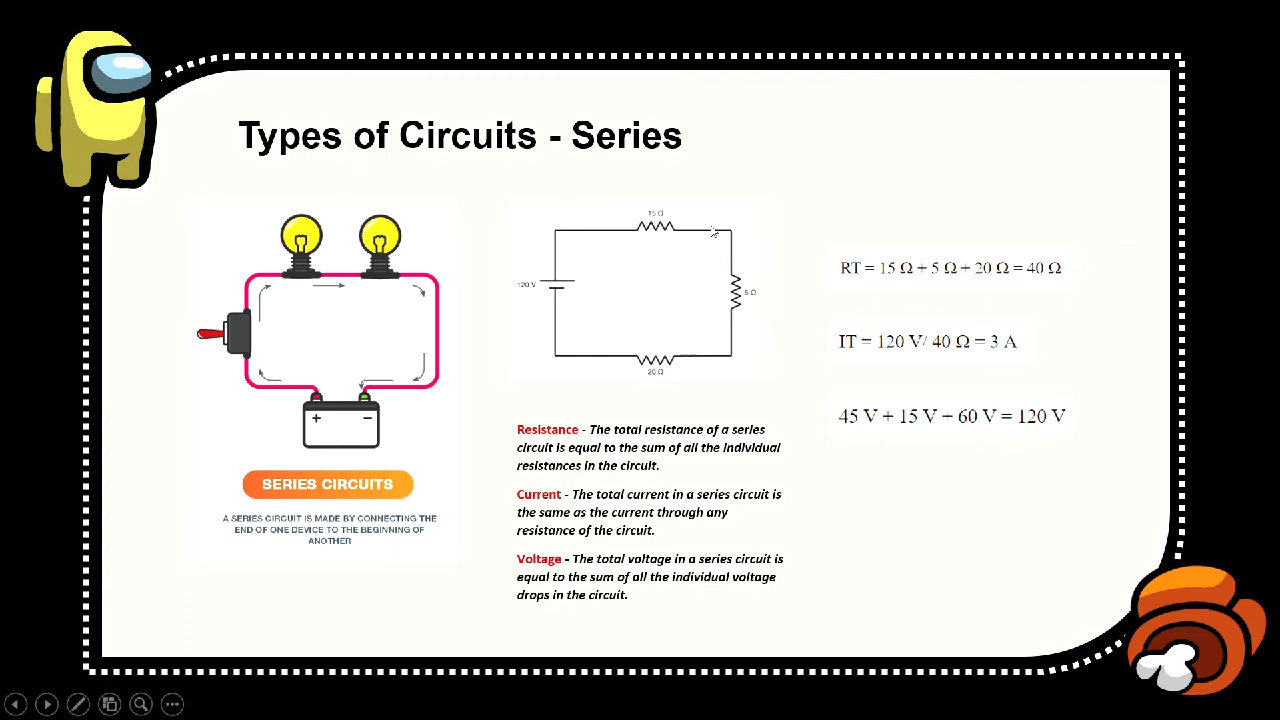 Types of Circuits - Series
+ −
SERIES CIRCUITS
A SERIES CIRCUIT IS MADE BY CONNECTING THE
END OF ONE DEVICE TO THE BEGINNING OF
ANOTHER
15 Ω
120 V
5 Ω
20 Ω
Resistance - The total resistance of a series
circuit is equal to the sum of all the individual
resistances in the circuit.
Current - The total current in a series circuit is
the same as the current through any
resistance of the circuit.
Voltage - The total voltage in a series circuit is
equal to the sum of all the individual voltage
drops in the circuit.
RT = 15 Ω + 5 Ω + 20 Ω = 40 Ω
IT = 120 V/ 40 Ω = 3 A
45 V + 15 V + 60 V = 120 V